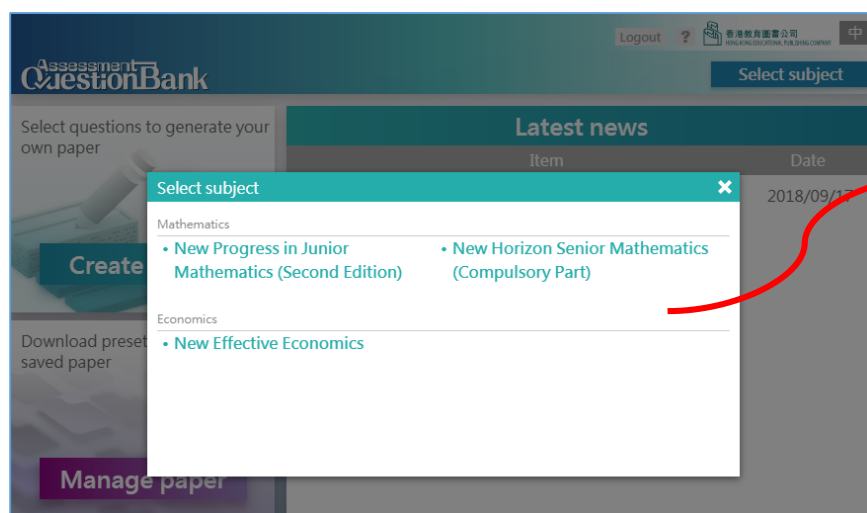 Logout ? 香港教育圖書公司 中
HONG KONG EDUCATIONAL PUBLISHING COMPANY
Assessment
QuestionBank
Select subject
Select questions to generate your
own paper
Latest news
Item Date
2018/09/17
Create
Select subject
Mathematics
• New Progress in Junior
Mathematics (Second Edition)
• New Horizon Senior Mathematics
(Compulsory Part)
Economics
• New Effective Economics
Download preset
saved paper
Manage paper